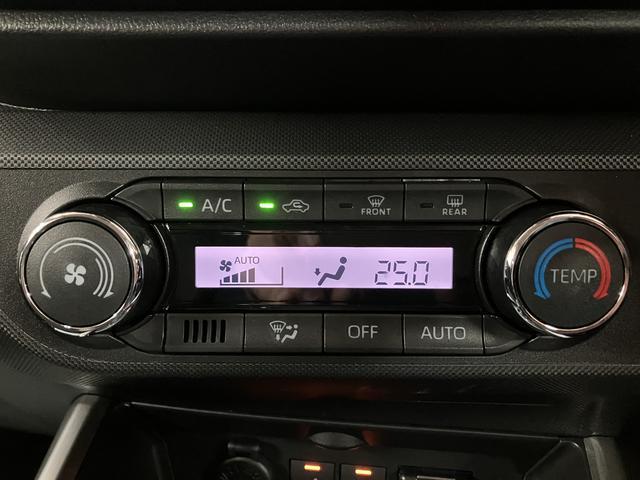 A/C
FRONT
REAR
AUTO
25.0
TEMP
OFF
AUTO